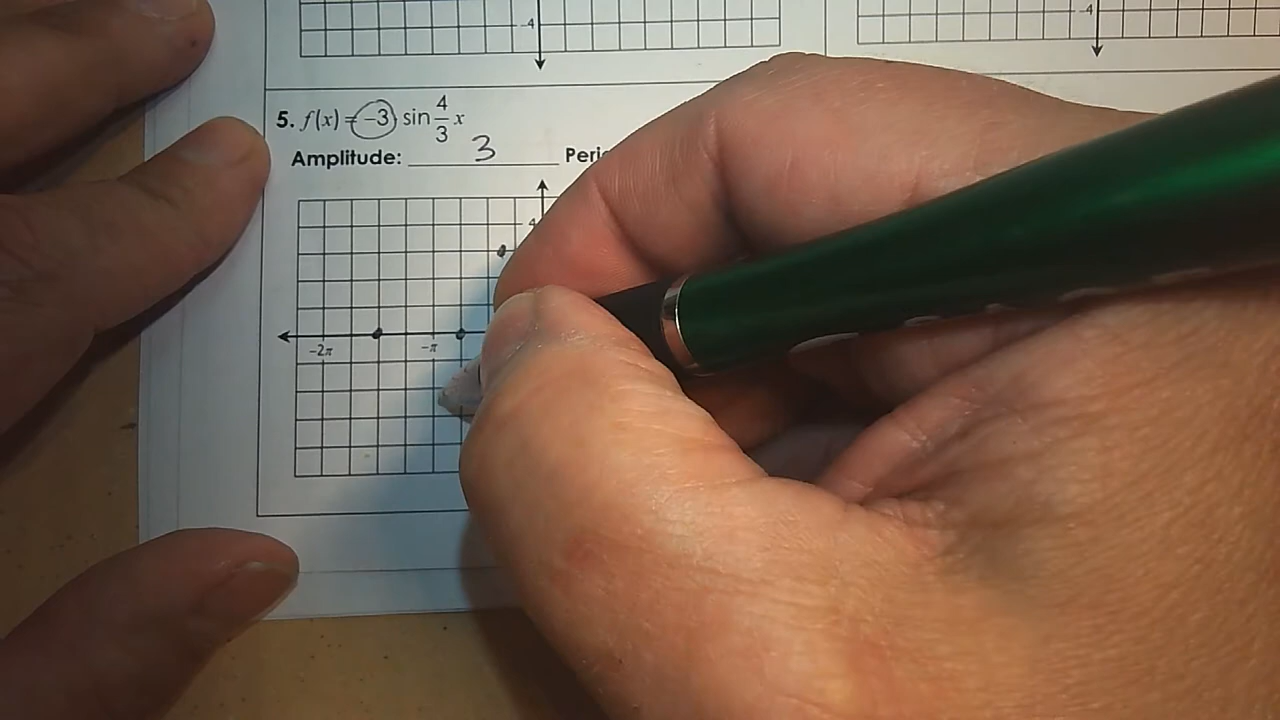 -4 -4
5. f(x) = -3 sin 4/3 x
Amplitude: 3
4
-2π -π